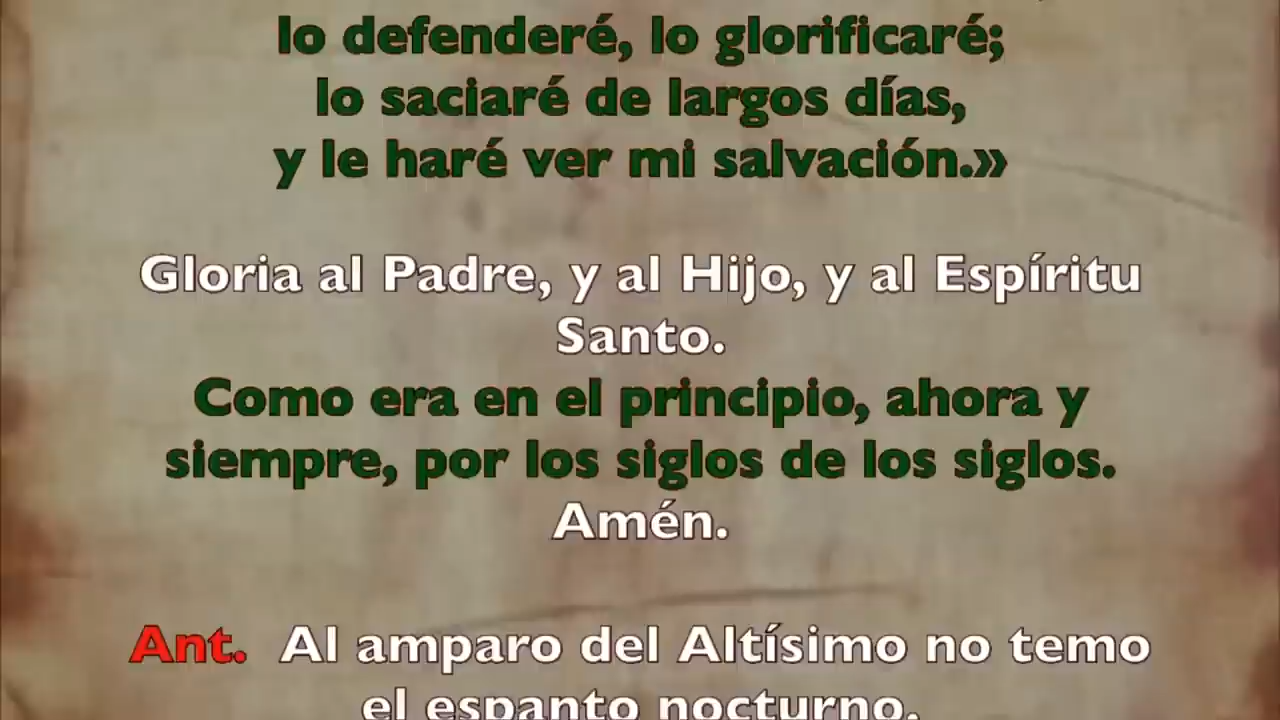 lo defenderé, lo glorificaré;
lo saciaré de largos días,
y le haré ver mi salvación.»
Gloria al Padre, y al Hijo, y al Espíritu
Santo.
Como era en el principio, ahora y
siempre, por los siglos de los siglos.
Amén.
Ant. Al amparo del Altísimo no temo
el espanto nocturno.